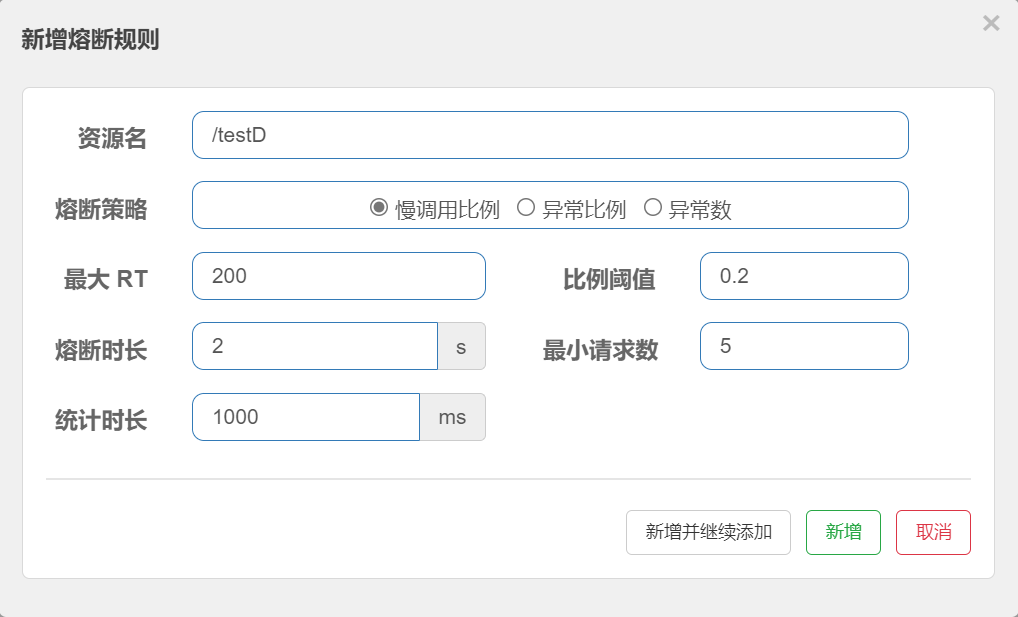 新增熔断规则 ×
资源名 /testD
熔断策略 慢调用比例 异常比例 异常数
最大 RT 200 比例阈值 0.2
熔断时长 2 s 最小请求数 5
统计时长 1000 ms
新增并继续添加 新增 取消